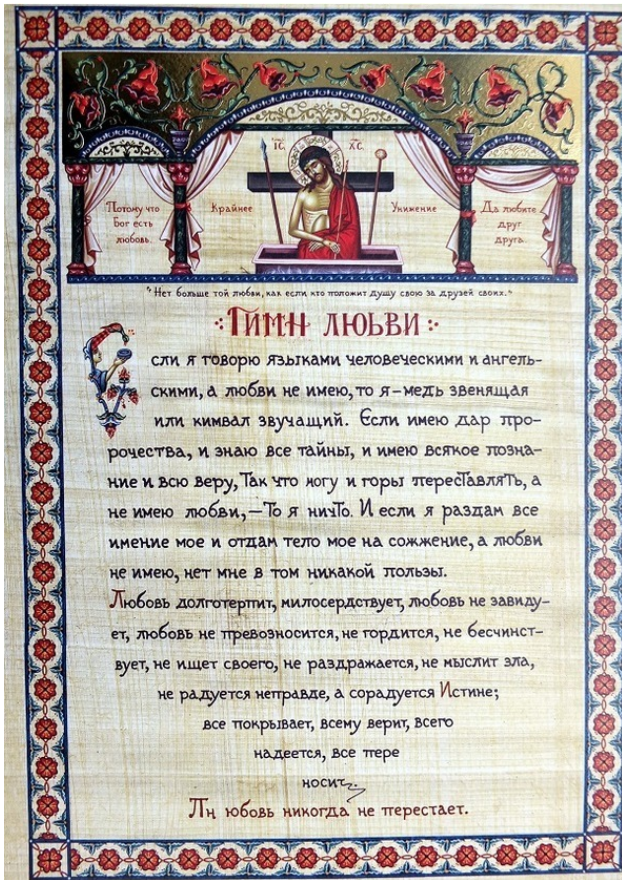 IС ХС
Потому что
Бог есть
любовь.
Крайнее
Унижение
Да любите
друг
друга.
"Нет больше той любви, как если кто положит душу свою за друзей своих."
ГИМН ЛЮБВИ
Если я говорю языками человеческими и ангель-
скими, а любви не имею, то я – медь звенящая
или кимвал звучащий. Если имею дар про-
рочества, и знаю все тайны, и имею всякое позна-
ние и всю веру, Так что могу и горы переставлять, а
не имею любви, – То я ничто. И если я раздам все
имение мое и отдам тело мое на сожжение, а любви
не имею, нет мне в том никакой пользы.
Любовь долготерпит, милосердствует, любовь не завиду-
ет, любовь не превозносится, не гордится, не бесчинст-
вует, не ищет своего, не раздражается, не мыслит зла,
не радуется неправде, а сорадуется Истине;
все покрывает, всему верит, всего
надеется, все пере
носит.
Лн юбовь никогда не перестает.